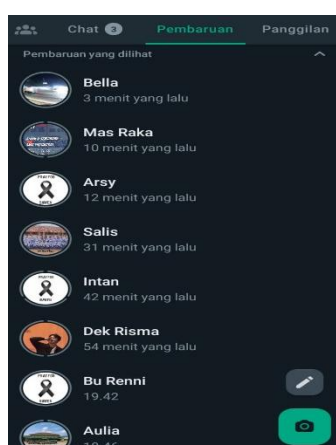 Chat 3 Pembaruan Panggilan
Pembaruan yang dilihat
Bella
3 menit yang lalu
Mas Raka
10 menit yang lalu
Arsy
12 menit yang lalu
Salis
31 menit yang lalu
Intan
42 menit yang lalu
Dek Risma
54 menit yang lalu
Bu Renni
19.42
Aulia